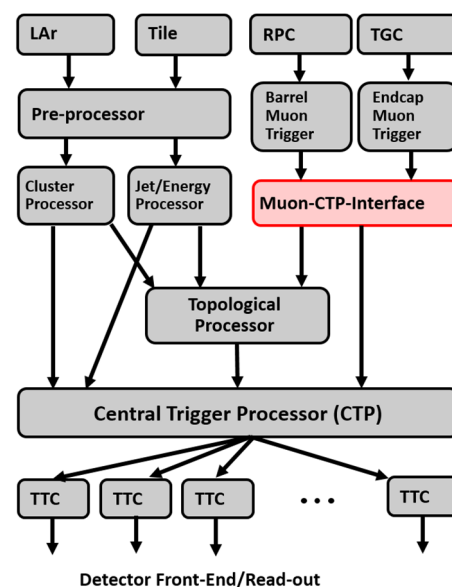 LAr
Tile
RPC
TGC
Pre-processor
Barrel
Muon
Trigger
Endcap
Muon
Trigger
Cluster
Processor
Jet/Energy
Processor
Muon-CTP-Interface
Topological
Processor
Central Trigger Processor (CTP)
TTC
TTC
TTC
...
TTC
Detector Front-End/Read-out